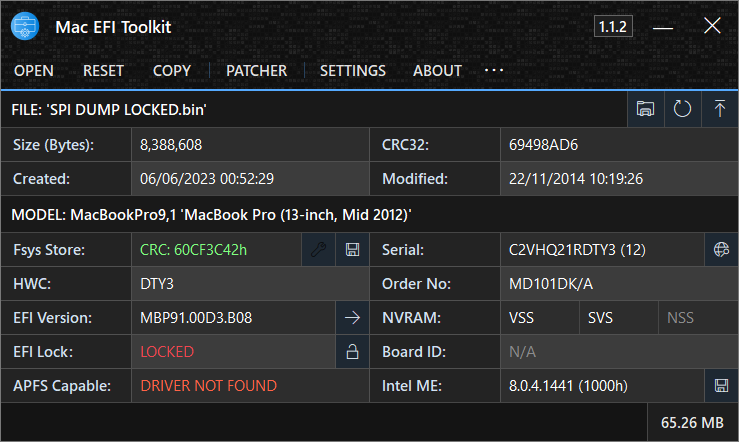 Mac EFI Toolkit 1.1.2
OPEN RESET COPY PATCHER SETTINGS ABOUT ···
FILE: 'SPI DUMP LOCKED.bin'
Size (Bytes): 8,388,608 CRC32: 69498AD6
Created: 06/06/2023 00:52:29 Modified: 22/11/2014 10:19:26
MODEL: MacBookPro9,1 'MacBook Pro (13-inch, Mid 2012)'
Fsys Store: CRC: 60CF3C42h Serial: C2VHQ21RDTY3 (12)
HWC: DTY3 Order No: MD101DK/A
EFI Version: MBP91.00D3.B08 NVRAM: VSS SVS NSS
EFI Lock: LOCKED Board ID: N/A
APFS Capable: DRIVER NOT FOUND Intel ME: 8.0.4.1441 (1000h)
65.26 MB